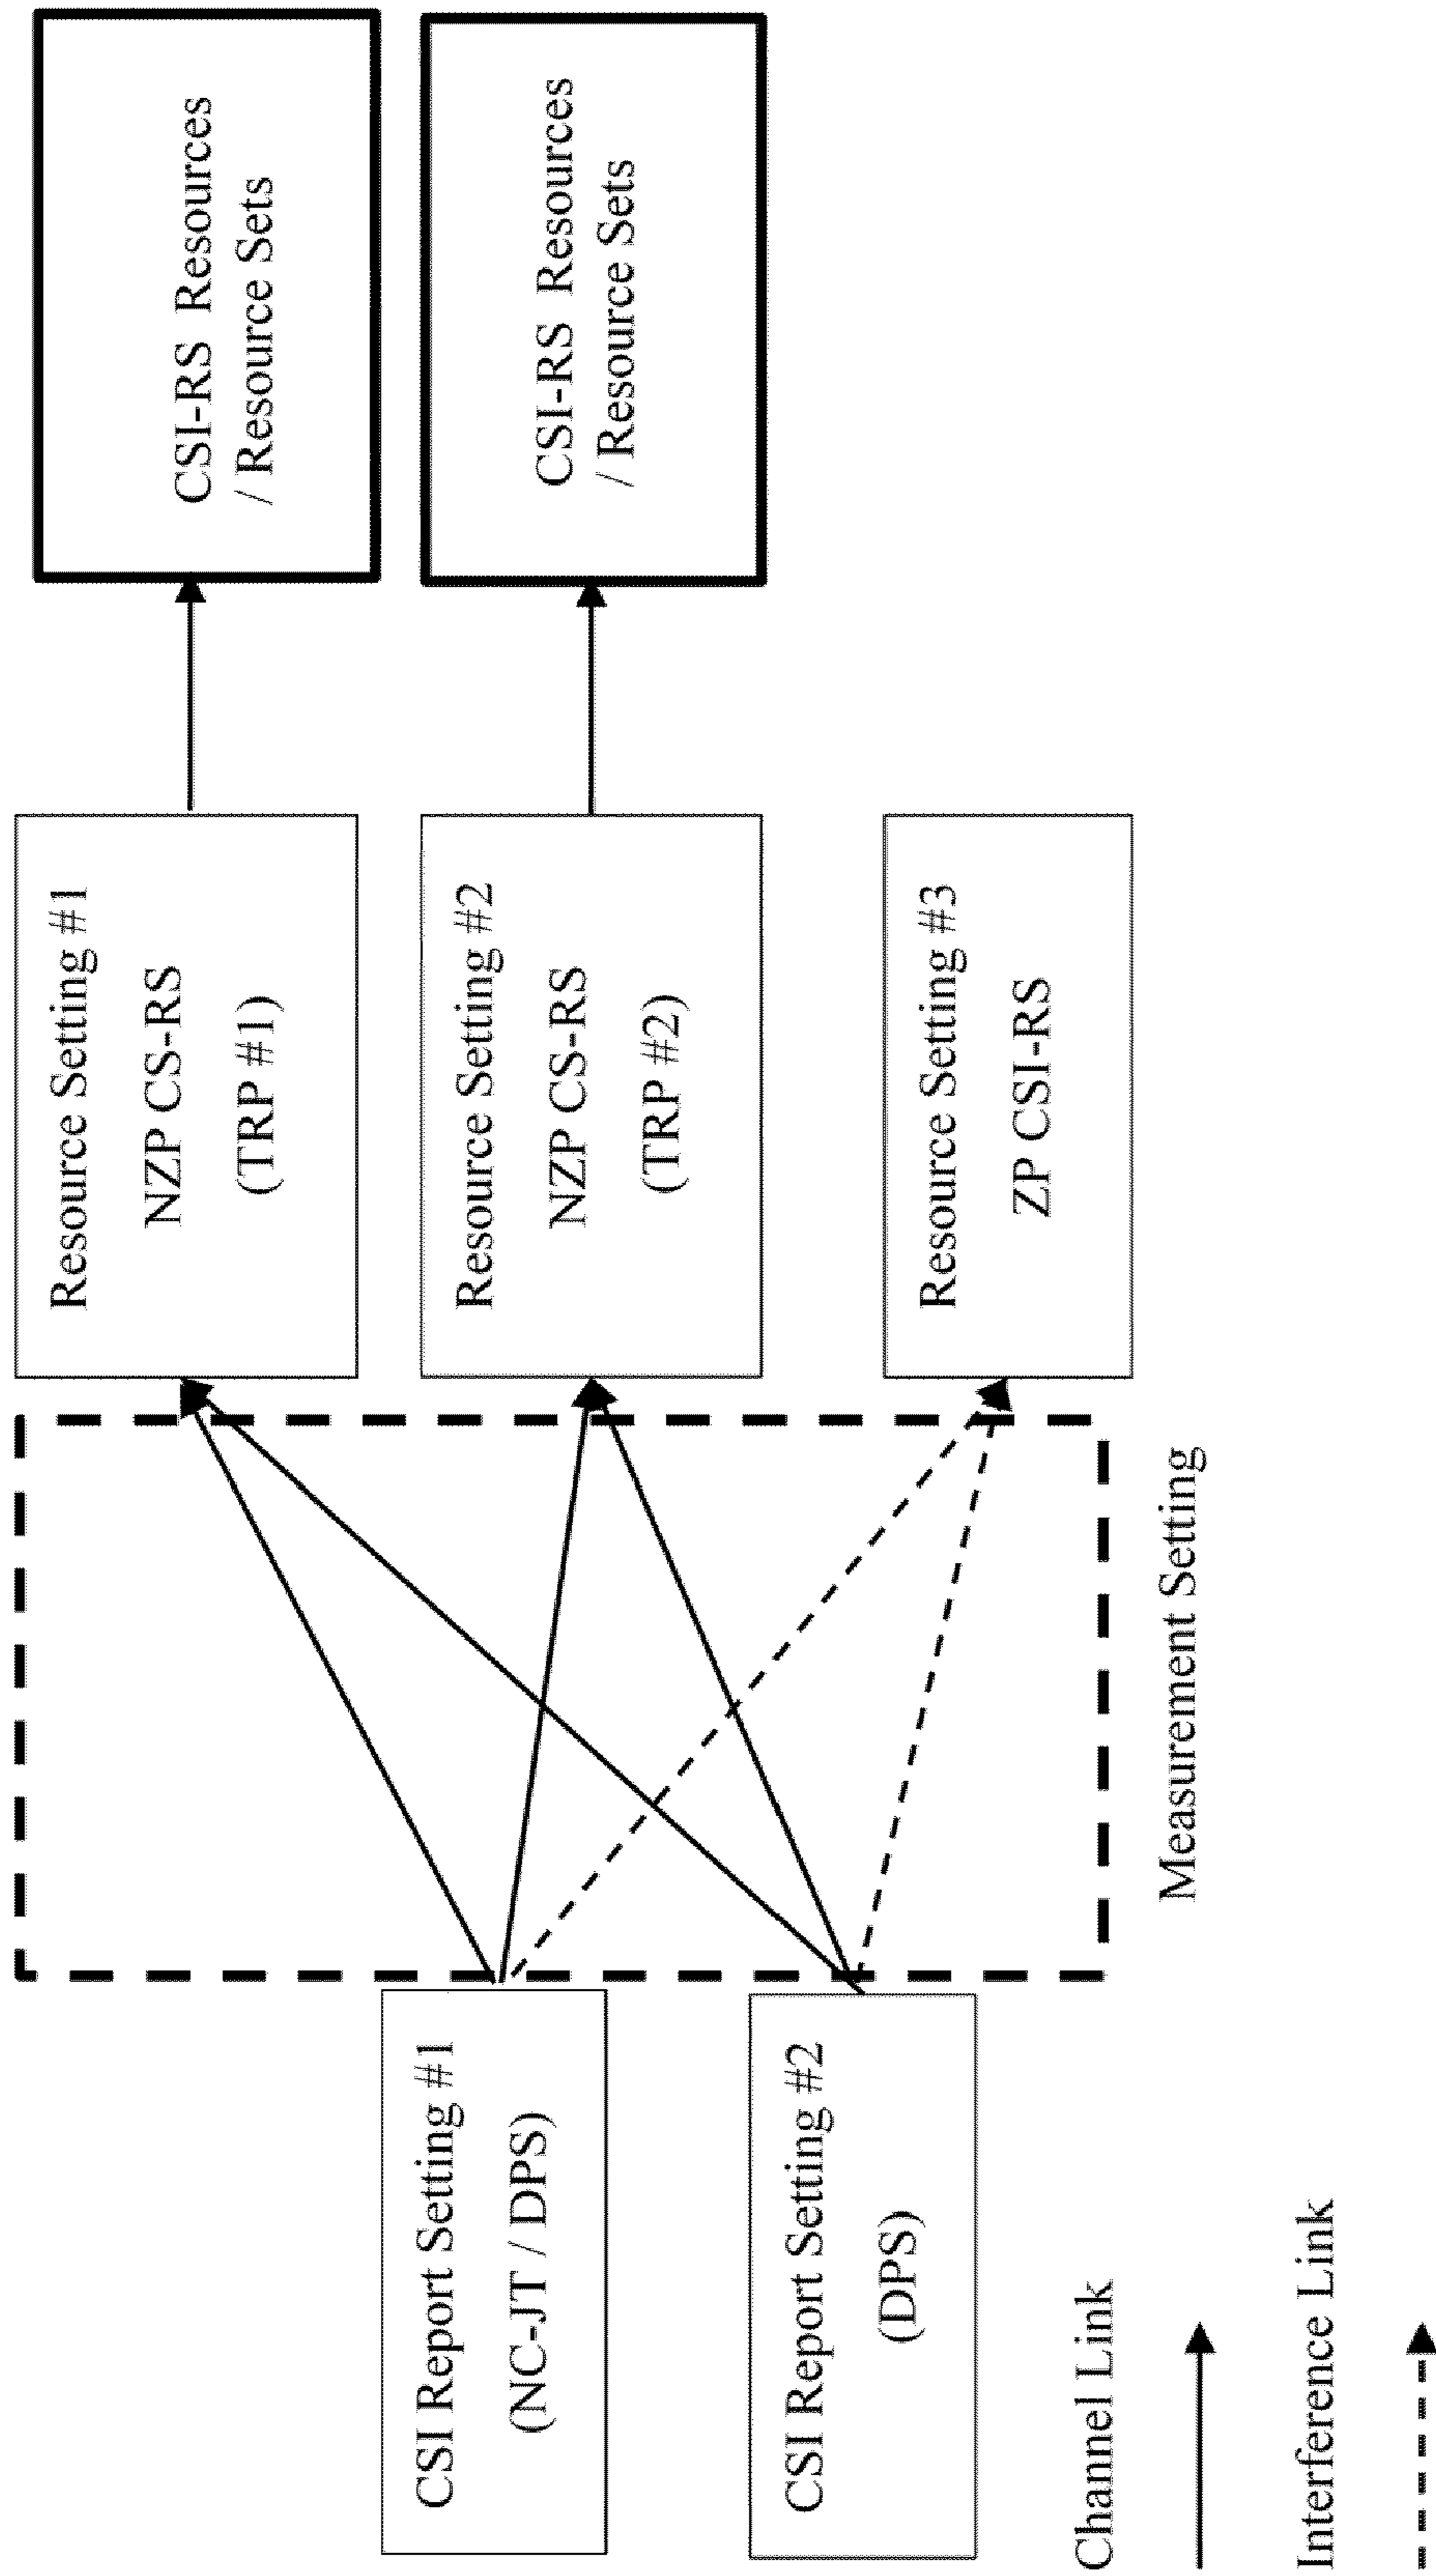 CSI Report Setting #1
(NC-JT / DPS)
CSI Report Setting #2
(DPS)
Measurement Setting
Resource Setting #1
NZP CS-RS
(TRP #1)
Resource Setting #2
NZP CS-RS
(TRP #2)
Resource Setting #3
ZP CSI-RS
CSI-RS Resources
/ Resource Sets
CSI-RS Resources
/ Resource Sets
Channel Link
Interference Link